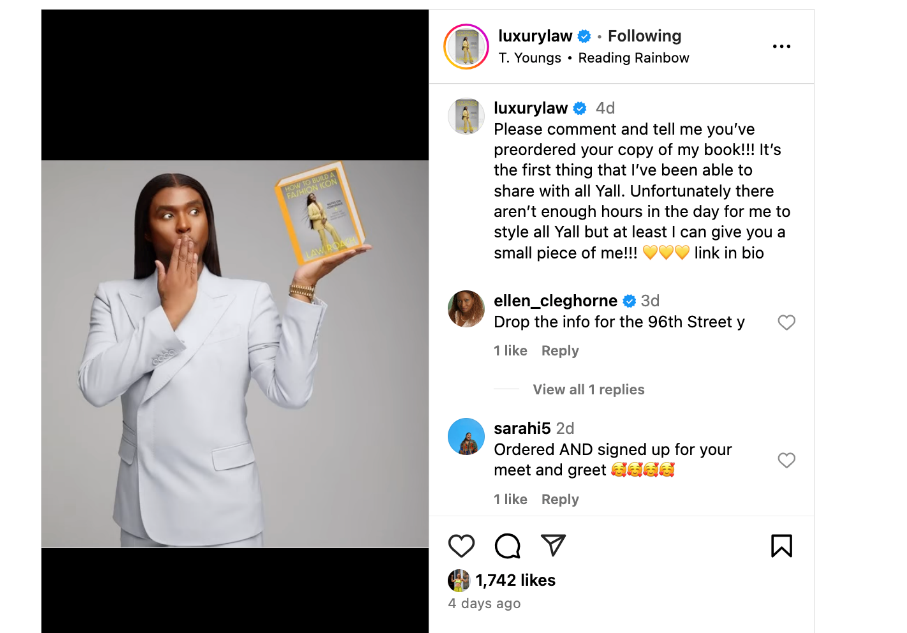 HOW TO BUILD A
FASHION ICON
luxurylaw • Following
T. Youngs • Reading Rainbow
luxurylaw 4d
Please comment and tell me you’ve
preordered your copy of my book!!! It’s
the first thing that I’ve been able to
share with all Yall. Unfortunately there
aren’t enough hours in the day for me to
style all Yall but at least I can give you a
small piece of me!!! 💛💛💛 link in bio
ellen_cleghorne 3d
Drop the info for the 96th Street y
1 like Reply
View all 1 replies
sarahi5 2d
Ordered AND signed up for your
meet and greet 🥰🥰🥰🥰
1 like Reply
1,742 likes
4 days ago